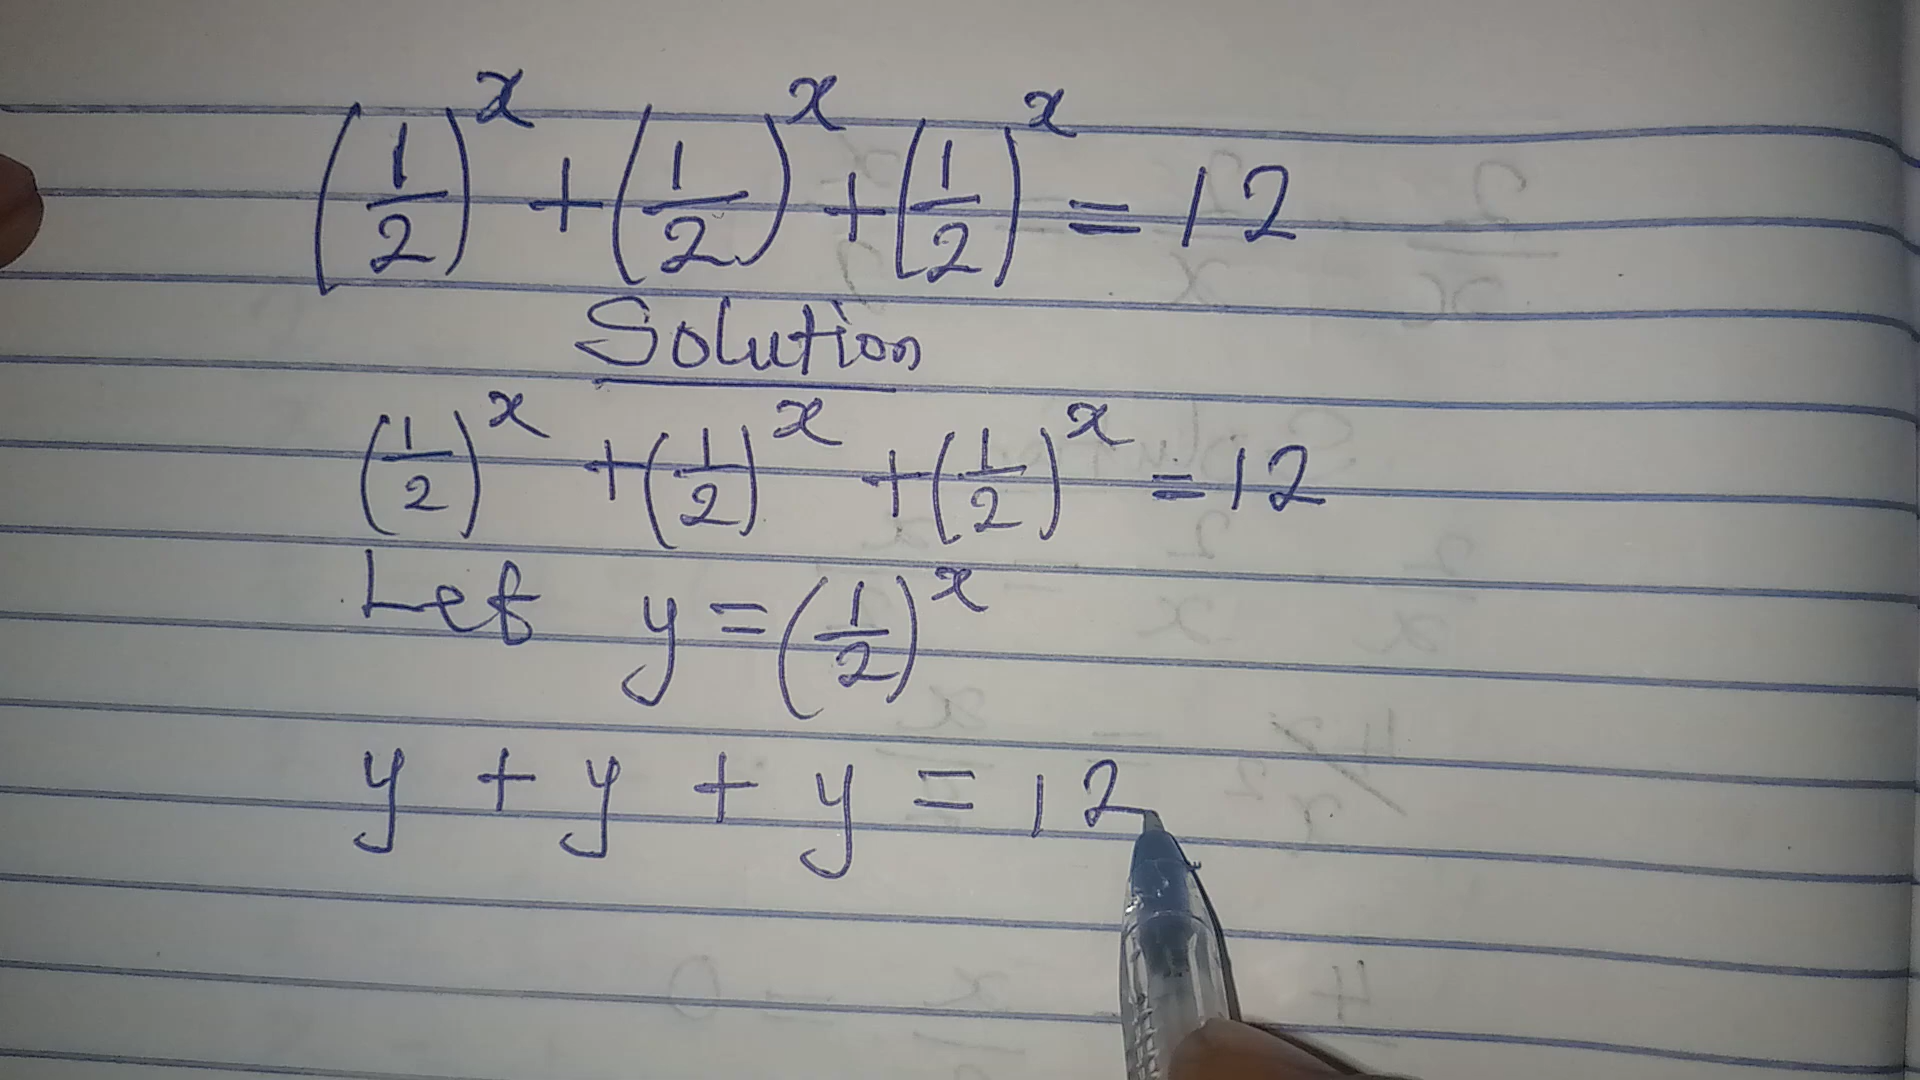 (1/2)^x + (1/2)^x + (1/2)^x = 12
Solution
(1/2)^x + (1/2)^x + (1/2)^x = 12
Let y = (1/2)^x
y + y + y = 12